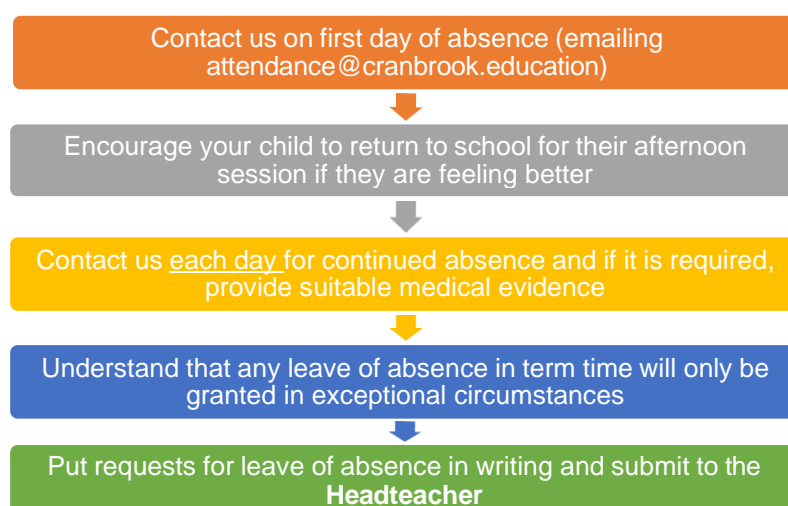 Contact us on first day of absence (emailing
attendance@cranbrook.education)
Encourage your child to return to school for their afternoon
session if they are feeling better
Contact us each day for continued absence and if it is required,
provide suitable medical evidence
Understand that any leave of absence in term time will only be
granted in exceptional circumstances
Put requests for leave of absence in writing and submit to the
Headteacher